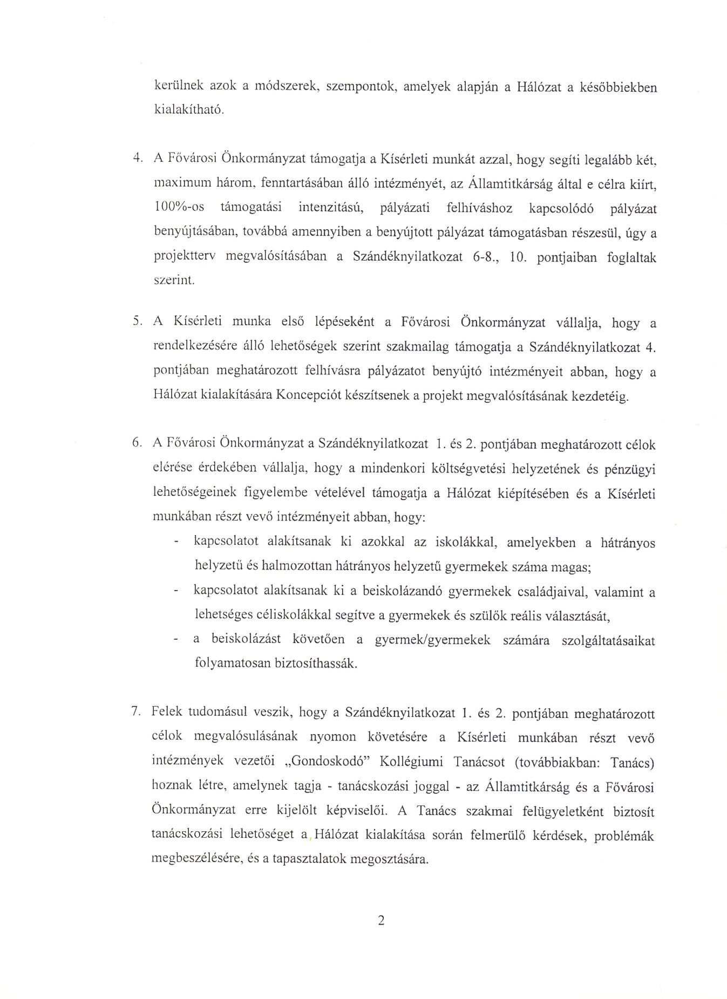 kerülnek azok a módszerek, szempontok, amelyek alapján a Hálózat a későbbiekben
kialakítható.
4. A Fővárosi Önkormányzat támogatja a Kísérleti munkát azzal, hogy segíti legalább két,
maximum három, fenntartásában álló intézményét, az Államtitkárság által e célra kiírt,
100%-os támogatási intenzitású, pályázati felhíváshoz kapcsolódó pályázat
benyújtásában, továbbá amennyiben a benyújtott pályázat támogatásban részesül, úgy a
projektterv megvalósításában a Szándéknyilatkozat 6-8., 10. pontjaiban foglaltak
szerint.
5. A Kísérleti munka első lépéseként a Fővárosi Önkormányzat vállalja, hogy a
rendelkezésére álló lehetőségek szerint szakmailag támogatja a Szándéknyilatkozat 4.
pontjában meghatározott felhívásra pályázatot benyújtó intézményeit abban, hogy a
Hálózat kialakítására Koncepciót készítsenek a projekt megvalósításának kezdetéig.
6. A Fővárosi Önkormányzat a Szándéknyilatkozat 1. és 2. pontjában meghatározott célok
elérése érdekében vállalja, hogy a mindenkori költségvetési helyzetének és pénzügyi
lehetőségeinek figyelembe vételével támogatja a Hálózat kiépítésében és a Kísérleti
munkában részt vevő intézményeit abban, hogy:
- kapcsolatot alakítsanak ki azokkal az iskolákkal, amelyekben a hátrányos
helyzetű és halmozottan hátrányos helyzetű gyermekek száma magas;
- kapcsolatot alakítsanak ki a beiskolázandó gyermekek családjaival, valamint a
lehetséges céliskolákkal segítve a gyermekek és szülők reális választását,
- a beiskolázást követően a gyermek/gyermekek számára szolgáltatásaikat
folyamatosan biztosíthassák.
7. Felek tudomásul veszik, hogy a Szándéknyilatkozat 1. és 2. pontjában meghatározott
célok megvalósulásának nyomon követésére a Kísérleti munkában részt vevő
intézmények vezetői „Gondoskodó” Kollégiumi Tanácsot (továbbiakban: Tanács)
hoznak létre, amelynek tagja - tanácskozási joggal - az Államtitkárság és a Fővárosi
Önkormányzat erre kijelölt képviselői. A Tanács szakmai felügyeletként biztosít
tanácskozási lehetőséget a Hálózat kialakítása során felmerülő kérdések, problémák
megbeszélésére, és a tapasztalatok megosztására.
2